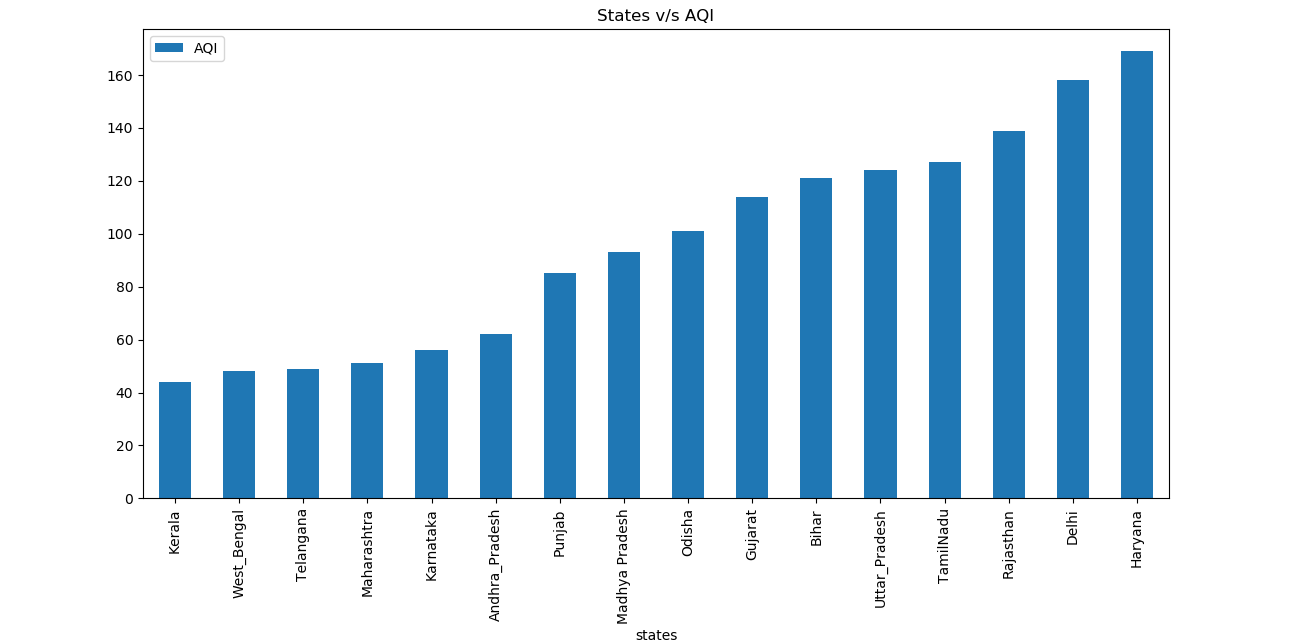 States v/s AQI
AQI
160
140
120
100
80
60
40
20
0
Kerala
West_Bengal
Telangana
Maharashtra
Karnataka
Andhra_Pradesh
Punjab
Madhya Pradesh
Odisha
Gujarat
Bihar
Uttar_Pradesh
TamilNadu
Rajasthan
Delhi
Haryana
states